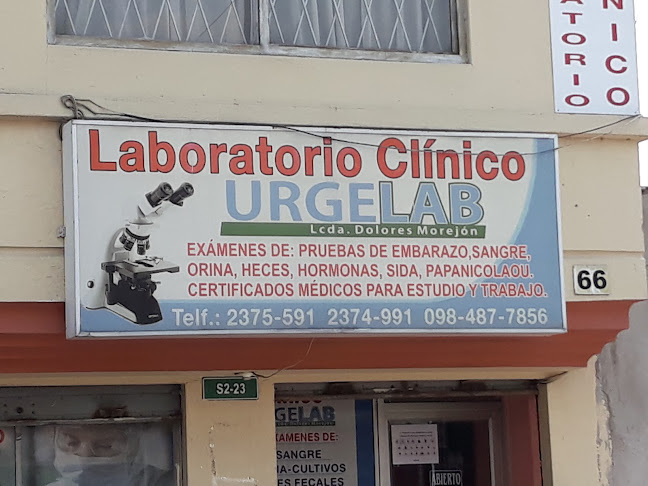 ATORIO
NICO
Laboratorio Clínico
URGELAB
Lcda. Dolores Morejón
EXÁMENES DE: PRUEBAS DE EMBARAZO,SANGRE,
ORINA, HECES, HORMONAS, SIDA, PAPANICOLAOU.
CERTIFICADOS MÉDICOS PARA ESTUDIO Y TRABAJO.
Telf.: 2375-591 2374-991 098-487-7856
66
S2-23
GELAB
EXAMENES DE:
SANGRE
IA-CULTIVOS
ES FECALES
ABIERTO